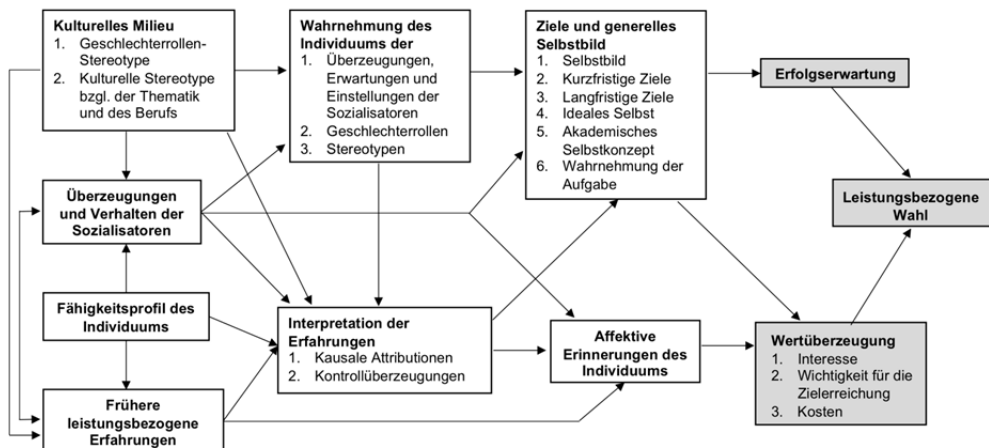 Kulturelles Milieu
1. Geschlechterrollen-
Stereotype
2. Kulturelle Stereotype
bzgl. der Thematik
und des Berufs
Wahrnehmung des
Individuums der
1. Überzeugungen,
Erwartungen und
Einstellungen der
Sozialisatoren
2. Geschlechterrollen
3. Stereotypen
Ziele und generelles
Selbstbild
1. Selbstbild
2. Kurzfristige Ziele
3. Langfristige Ziele
4. Ideales Selbst
5. Akademisches
Selbstkonzept
6. Wahrnehmung der
Aufgabe
Erfolgserwartung
Überzeugungen
und Verhalten der
Sozialisatoren
Leistungsbezogene
Wahl
Fähigkeitsprofil des
Individuums
Interpretation der
Erfahrungen
1. Kausale Attributionen
2. Kontrollüberzeugungen
Affektive
Erinnerungen des
Individuums
Wertüberzeugung
1. Interesse
2. Wichtigkeit für die
Zielerreichung
3. Kosten
Frühere
leistungsbezogene
Erfahrungen